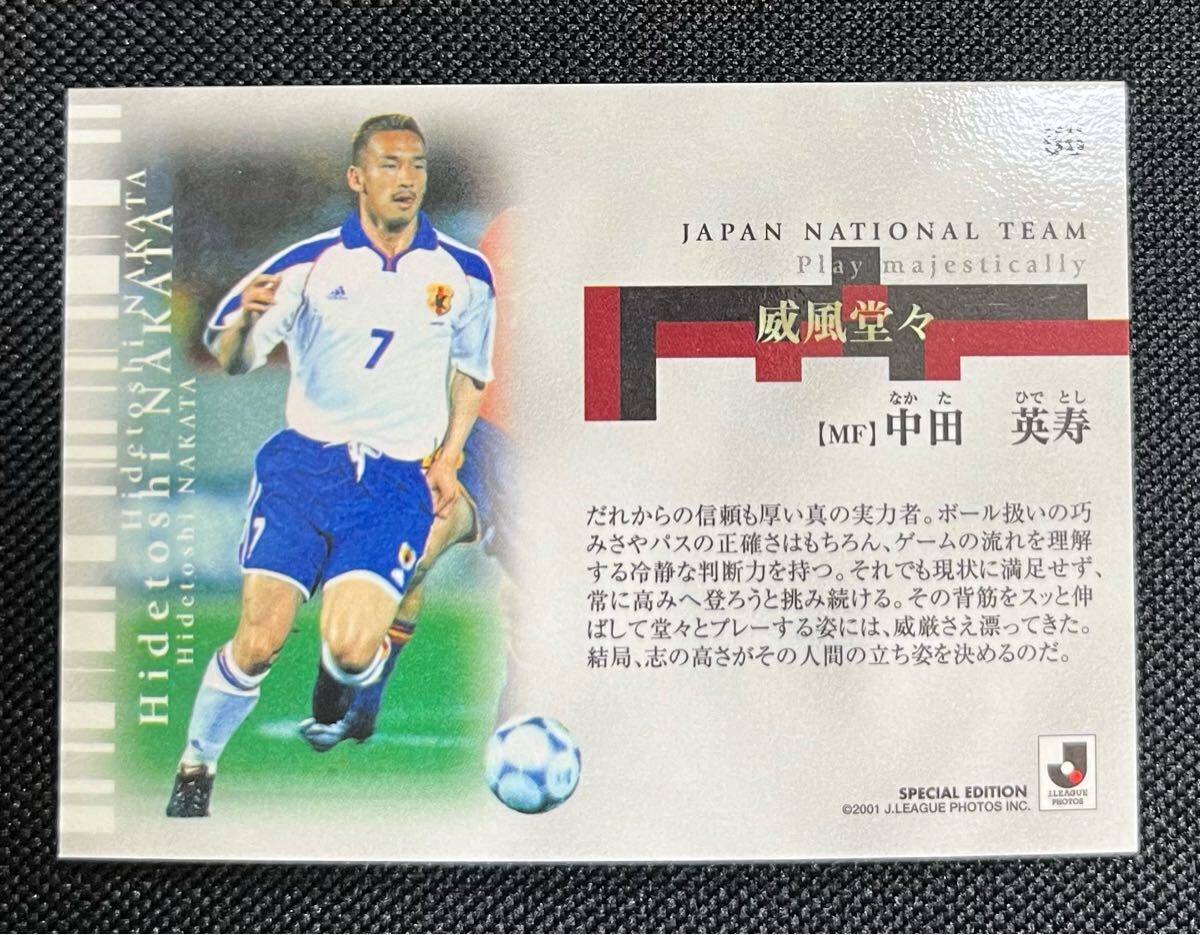 JAPAN NATIONAL TEAM
Play majestically
威風堂々
なか た ひで とし
【MF】中田 英寿
だれからの信頼も厚い真の実力者。ボール扱いの巧
みさやパスの正確さはもちろん、ゲームの流れを理解
する冷静な判断力を持つ。それでも現状に満足せず、
常に高みへ登ろうと挑み続ける。その背筋をスッと伸
ばして堂々とプレーする姿には、威厳さえ漂ってきた。
結局、志の高さがその人間の立ち姿を決めるのだ。
SPECIAL EDITION
©2001 J.LEAGUE PHOTOS INC.
J.LEAGUE
PHOTOS
Hidetoshi NAKATA
Hidetoshi NAKATA
Hidetoshi NAKATA
adidas
7
7